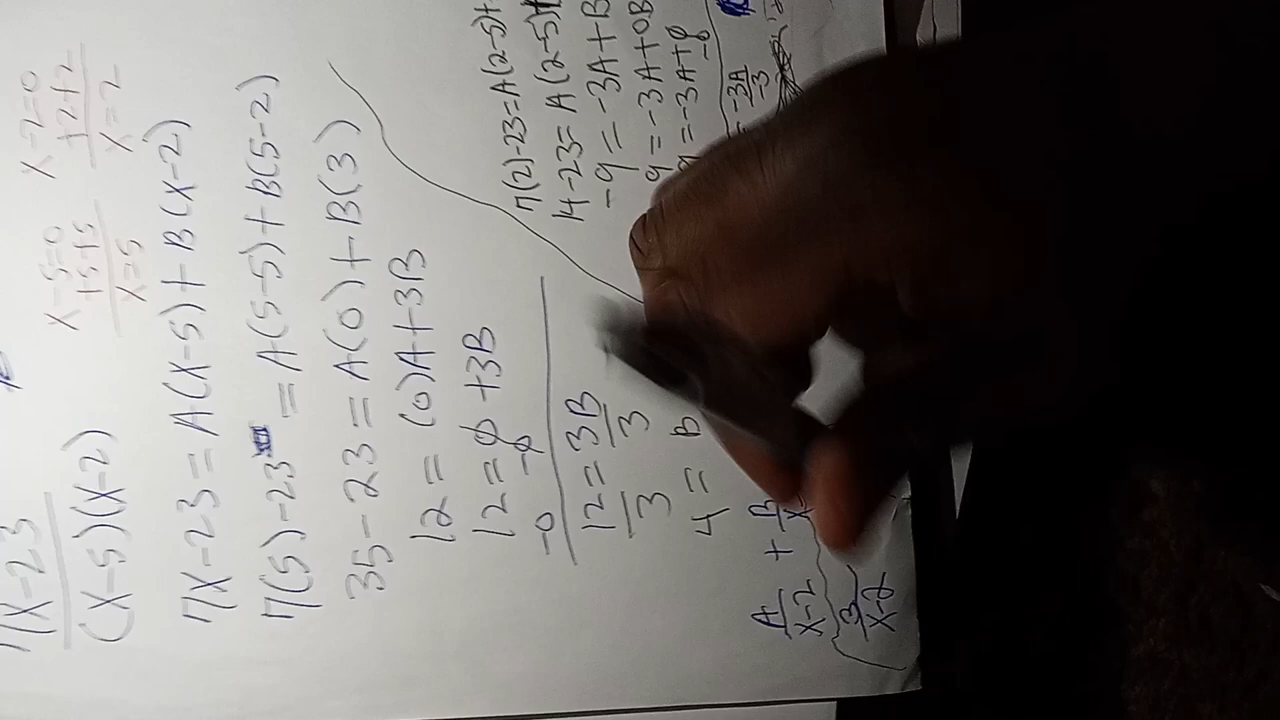 7x-23
(x-5)(x-2)
x-5=0
+5+5
x=5
x-2=0
+2+2
x=2
7x-23=A(x-5)+B(x-2)
7(5)-23=A(5-5)+B(5-2)
35-23=A(0)+B(3)
12=(0)A+3B
12=0+3B
-0 -0
12=3B
3 3
4=B
7(2)-23=A(2-5)+
14-23=A(2-5)+
-9=-3A+B
9=-3A+0B
=-3A+0
-0
=-3A
-3
A + B
x-2 x-
3
x-2